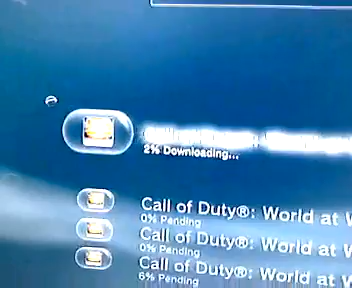 2% Downloading...
Call of Duty®: World at
0% Pending
Call of Duty®: World at
0% Pending
Call of Duty®: World at
6% Pending